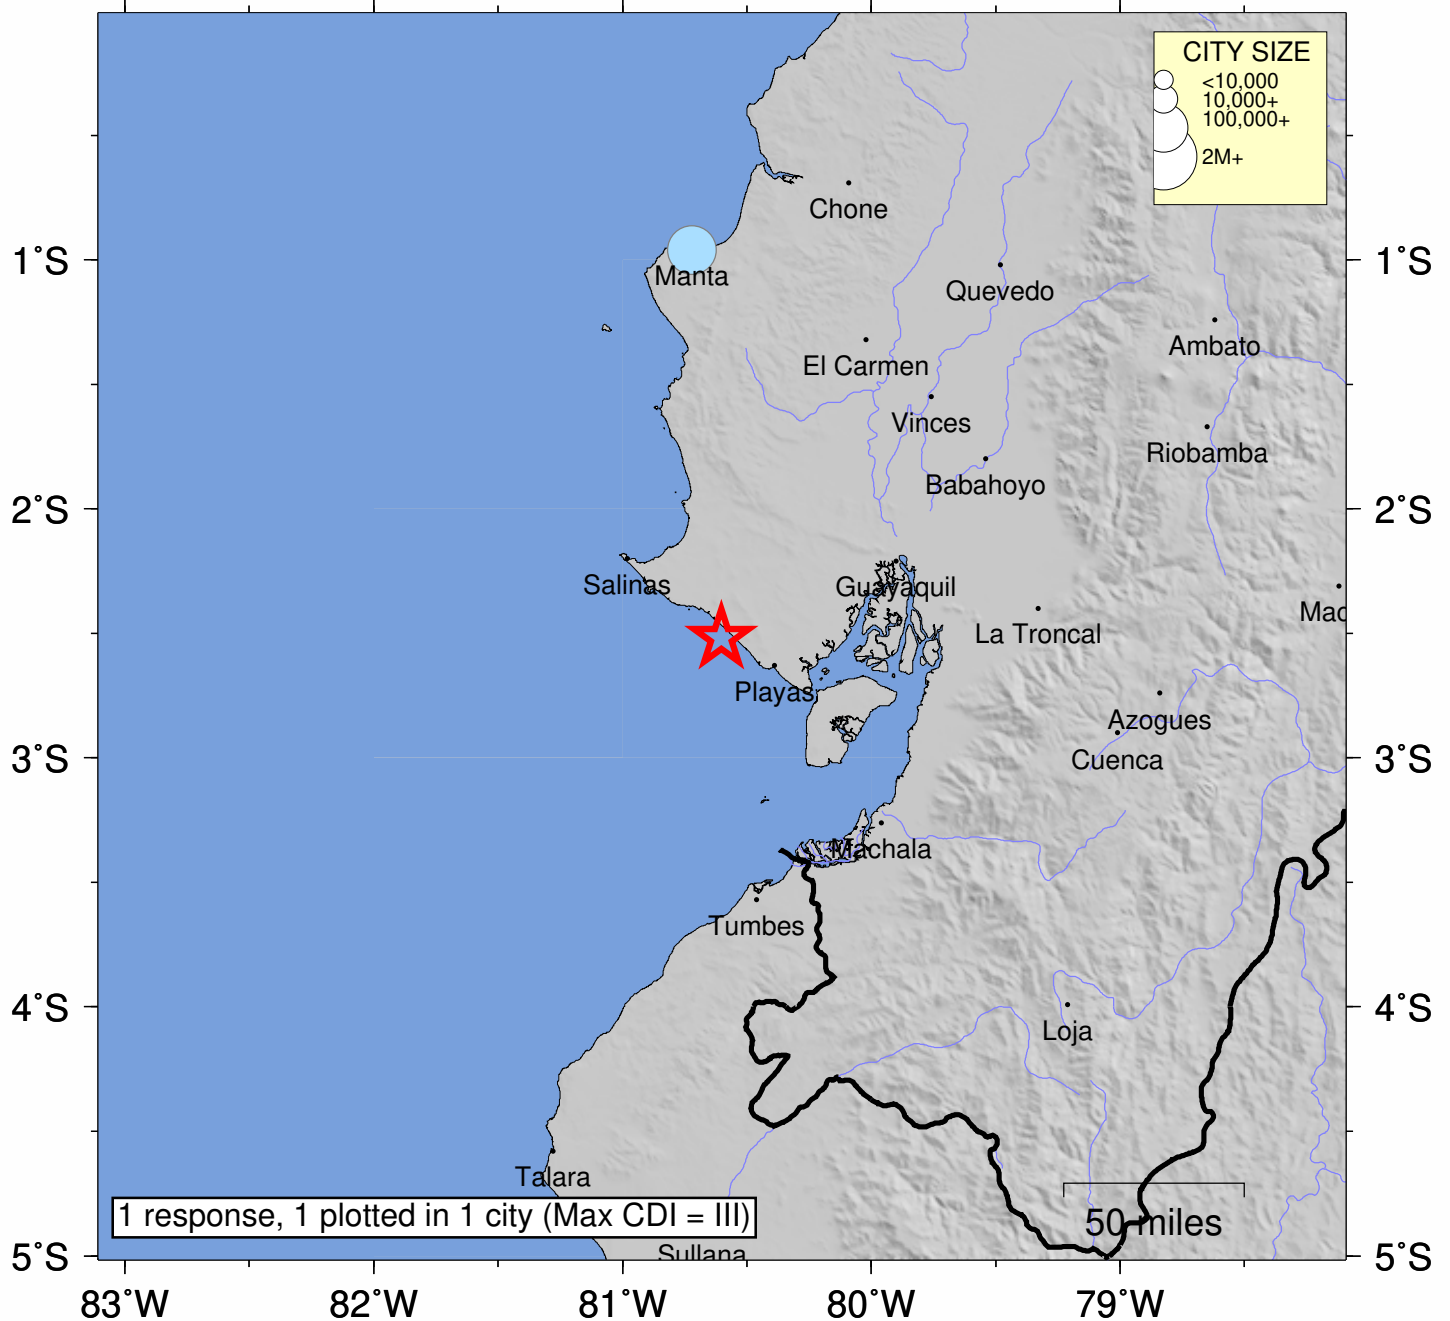 CITY SIZE
<10,000
10,000+
100,000+
2M+
Chone
1°S
Manta
1°S
Quevedo
Ambato
El Carmen
Vinces
Riobamba
Babahoyo
2°S
2°S
Salinas
Guayaquil
Mac
La Troncal
Playas
Azogues
3°S
Cuenca
3°S
Machala
Tumbes
4°S
4°S
Loja
Talara
1 response, 1 plotted in 1 city (Max CDI = III)
50 miles
5°S
Sullana
5°S
83°W
82°W
81°W
80°W
79°W